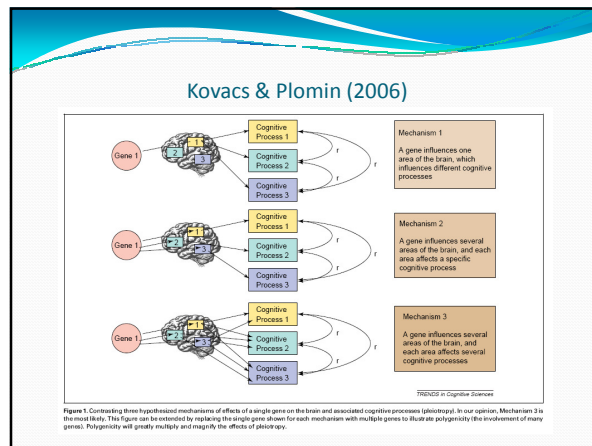 Kovacs & Plomin (2006)
Gene 1
1
2
3
Cognitive
Process 1
Cognitive
Process 2
Cognitive
Process 3
r
r
r
Mechanism 1
A gene influences one
area of the brain, which
influences different cognitive
processes
Gene 1
1
2
3
Cognitive
Process 1
Cognitive
Process 2
Cognitive
Process 3
r
r
r
Mechanism 2
A gene influences several
areas of the brain, and each
area affects a specific
cognitive process
Gene 1
1
2
3
Cognitive
Process 1
Cognitive
Process 2
Cognitive
Process 3
r
r
r
Mechanism 3
A gene influences several
areas of the brain, and
each area affects several
cognitive processes
TRENDS in Cognitive Sciences
Figure 1. Contrasting three hypothesized mechanisms of effects of a single gene on the brain and associated cognitive processes (pleiotropy). In our opinion, Mechanism 3 is
the most likely. This figure can be extended by replacing the single gene shown for each mechanism with multiple genes to illustrate polygenicity (the involvement of many
genes). Polygenicity will greatly multiply and magnify the effects of pleiotropy.